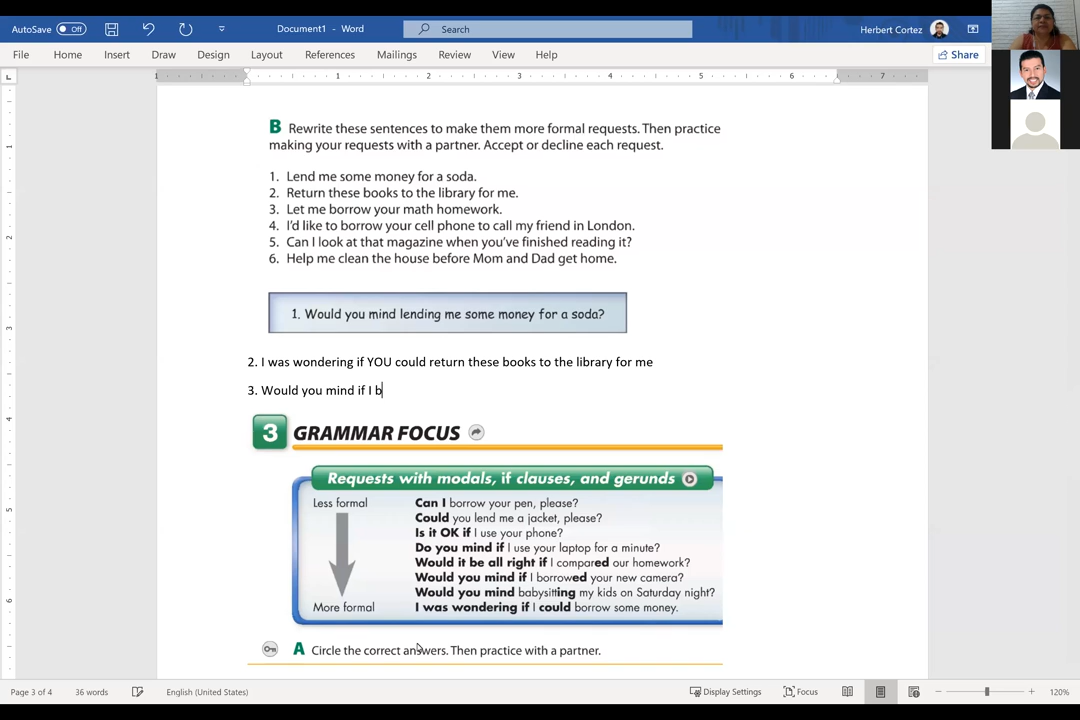 AutoSave Off Document1 - Word Search Herbert Cortez
File Home Insert Draw Design Layout References Mailings Review View Help Share
1 1 2 3 4 5 6 7
B Rewrite these sentences to make them more formal requests. Then practice
making your requests with a partner. Accept or decline each request.
1. Lend me some money for a soda.
2. Return these books to the library for me.
3. Let me borrow your math homework.
4. I'd like to borrow your cell phone to call my friend in London.
5. Can I look at that magazine when you've finished reading it?
6. Help me clean the house before Mom and Dad get home.
1. Would you mind lending me some money for a soda?
2. I was wondering if YOU could return these books to the library for me
3. Would you mind if I b
3 GRAMMAR FOCUS
Requests with modals, if clauses, and gerunds
Less formal Can I borrow your pen, please?
Could you lend me a jacket, please?
Is it OK if I use your phone?
Do you mind if I use your laptop for a minute?
Would it be all right if I compared our homework?
Would you mind if I borrowed your new camera?
Would you mind babysitting my kids on Saturday night?
More formal I was wondering if I could borrow some money.
A Circle the correct answers. Then practice with a partner.
Page 3 of 4 36 words English (United States) Display Settings Focus 120%